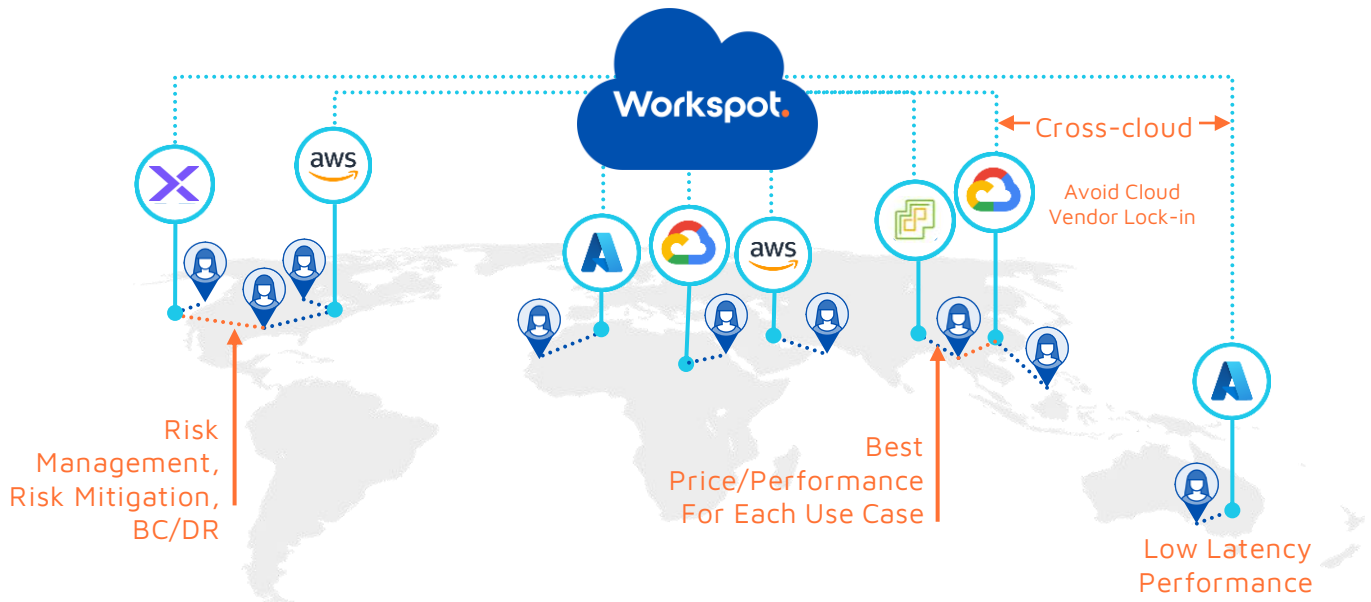 Workspot.
aws
Cross-cloud
Avoid Cloud
Vendor Lock-in
aws
Risk
Management,
Risk Mitigation,
BC/DR
Best
Price/Performance
For Each Use Case
Low Latency
Performance